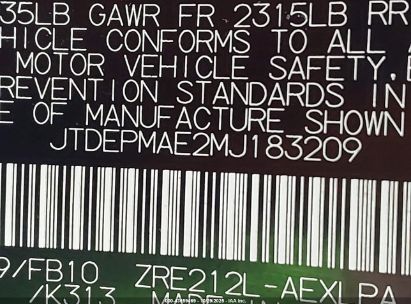 35LB GAWR FR 2315LB RR
HICLE CONFORMS TO ALL
MOTOR VEHICLE SAFETY,
REVENTION STANDARDS IN
E OF MANUFACTURE SHOWN
JTDEPMAE2MJ183209
9/FB10 ZRE212L-AEXLPA
/K313